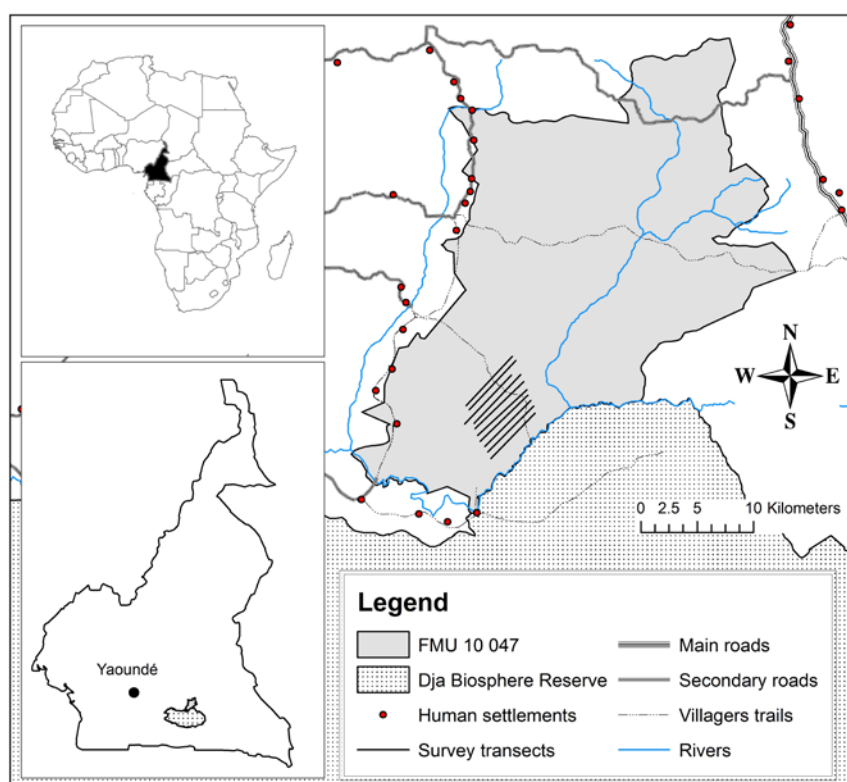 N
W E
S
0 2.5 5 10 Kilometers
Yaoundé
Legend
FMU 10 047
Dja Biosphere Reserve
Human settlements
Survey transects
Main roads
Secondary roads
Villagers trails
Rivers